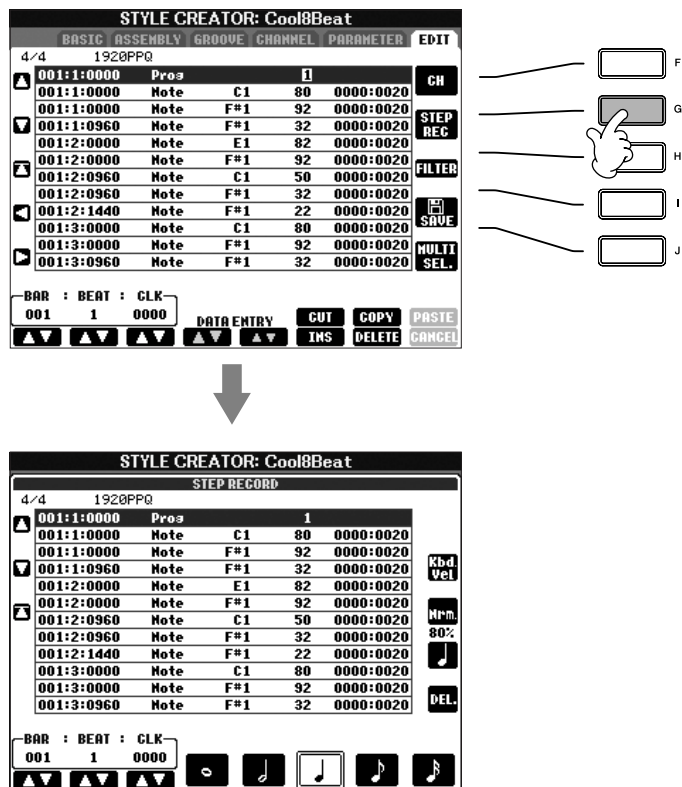 STYLE CREATOR: Cool8Beat
BASIC ASSEMBLY GROOVE CHANNEL PARAMETER EDIT
4/4 1920PPQ
001:1:0000 Prog 1
001:1:0000 Note C1 80 0000:0020
001:1:0000 Note F#1 92 0000:0020
001:1:0960 Note F#1 32 0000:0020
001:2:0000 Note E1 82 0000:0020
001:2:0000 Note F#1 92 0000:0020
001:2:0960 Note C1 50 0000:0020
001:2:0960 Note F#1 32 0000:0020
001:2:1440 Note F#1 22 0000:0020
001:3:0000 Note C1 80 0000:0020
001:3:0000 Note F#1 92 0000:0020
001:3:0960 Note F#1 32 0000:0020
CH
STEP
REC
FILTER
SAVE
MULTI
SEL.
F
G
H
I
J
BAR : BEAT : CLK
001 1 0000
DATA ENTRY
CUT COPY PASTE
INS DELETE CANCEL
STYLE CREATOR: Cool8Beat
STEP RECORD
4/4 1920PPQ
001:1:0000 Prog 1
001:1:0000 Note C1 80 0000:0020
001:1:0000 Note F#1 92 0000:0020
001:1:0960 Note F#1 32 0000:0020
001:2:0000 Note E1 82 0000:0020
001:2:0000 Note F#1 92 0000:0020
001:2:0960 Note C1 50 0000:0020
001:2:0960 Note F#1 32 0000:0020
001:2:1440 Note F#1 22 0000:0020
001:3:0000 Note C1 80 0000:0020
001:3:0000 Note F#1 92 0000:0020
001:3:0960 Note F#1 32 0000:0020
Kbd.
Vel
Nrm.
80%
DEL.
BAR : BEAT : CLK
001 1 0000